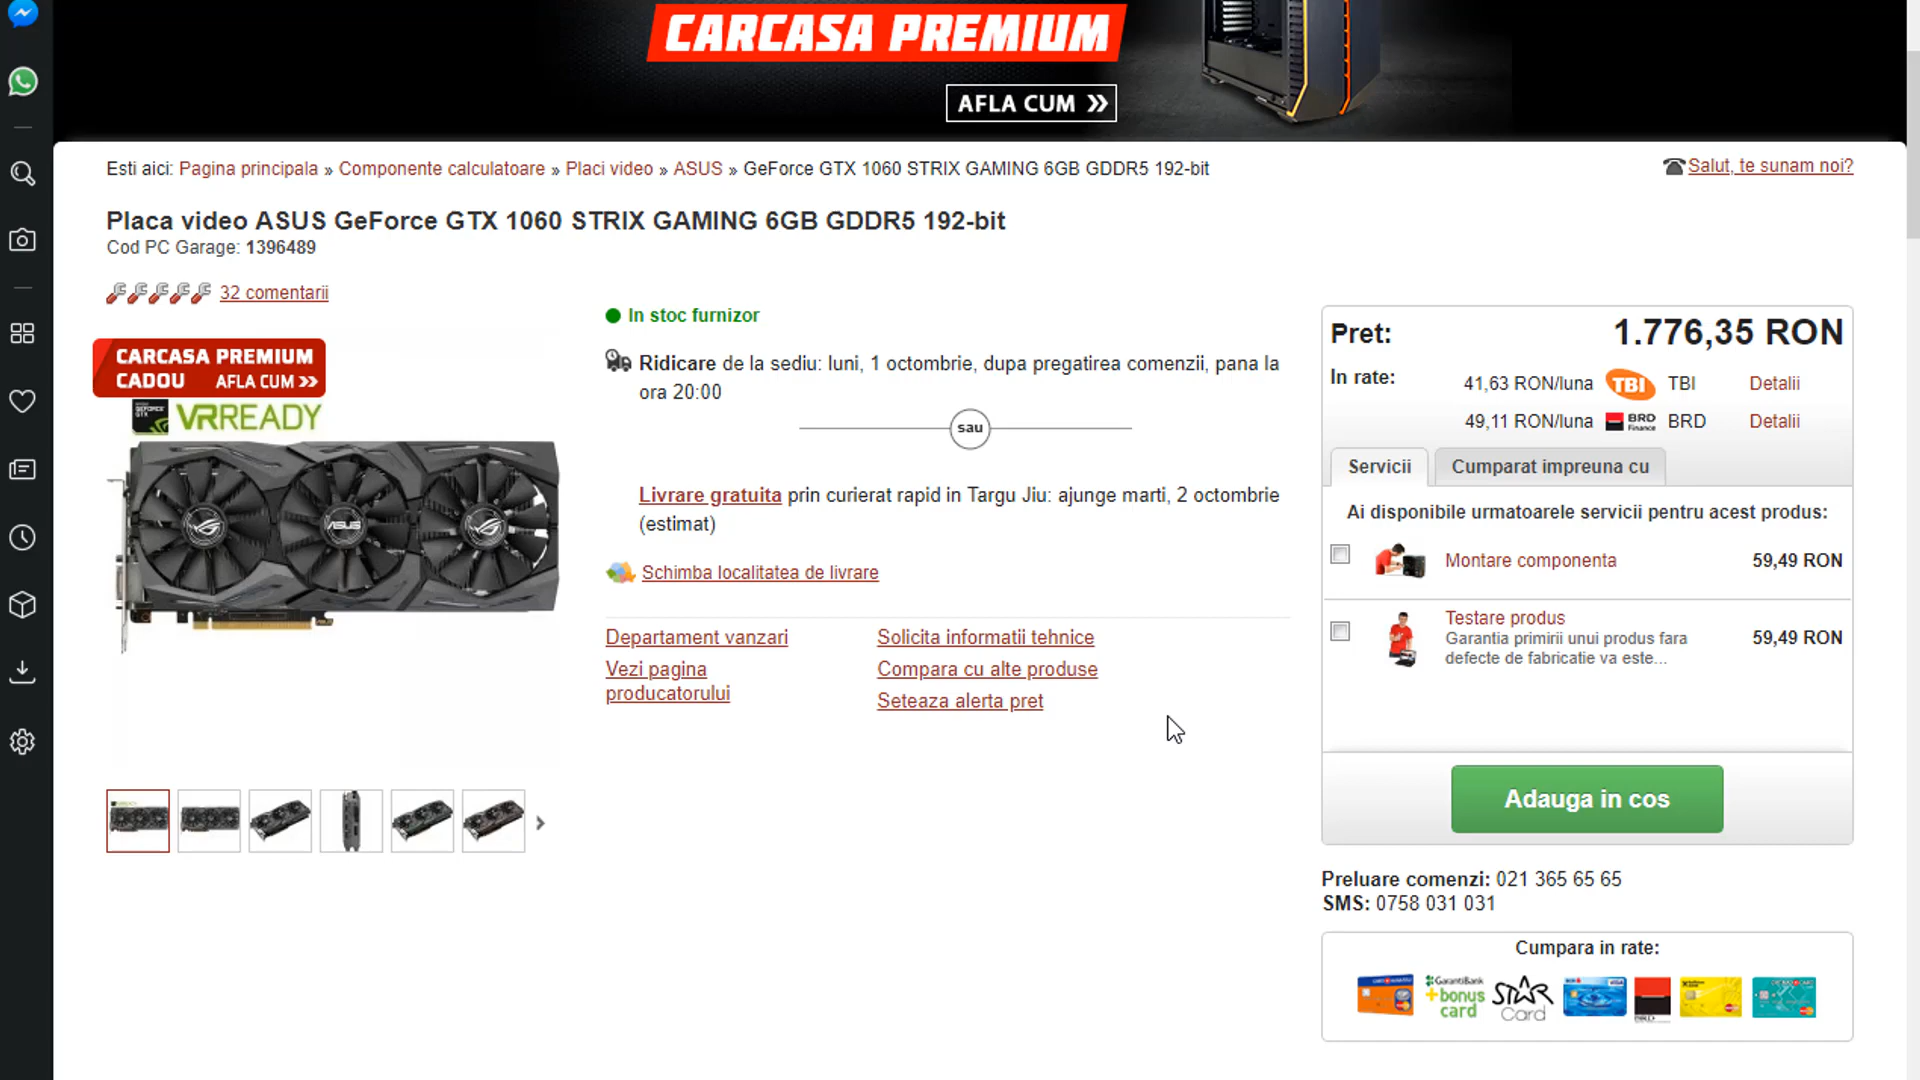 CARCASA PREMIUM
AFLA CUM »
Esti aici: Pagina principala » Componente calculatoare » Placi video » ASUS » GeForce GTX 1060 STRIX GAMING 6GB GDDR5 192-bit
Salut, te sunam noi?
Placa video ASUS GeForce GTX 1060 STRIX GAMING 6GB GDDR5 192-bit
Cod PC Garage: 1396489
32 comentarii
CARCASA PREMIUM
CADOU AFLA CUM »
GEFORCE GTX
VRREADY
ASUS
In stoc furnizor
Ridicare de la sediu: luni, 1 octombrie, dupa pregatirea comenzii, pana la
ora 20:00
sau
Livrare gratuita prin curierat rapid in Targu Jiu: ajunge marti, 2 octombrie
(estimat)
Schimba localitatea de livrare
Departament vanzari
Solicita informatii tehnice
Vezi pagina
producatorului
Compara cu alte produse
Seteaza alerta pret
Pret: 1.776,35 RON
In rate: 41,63 RON/luna TBI TBI Detalii
49,11 RON/luna BRD Finance BRD Detalii
Servicii
Cumparat impreuna cu
Ai disponibile urmatoarele servicii pentru acest produs:
Montare componenta 59,49 RON
Testare produs
Garantia primirii unui produs fara
defecte de fabricatie va este...
59,49 RON
Adauga in cos
Preluare comenzi: 021 365 65 65
SMS: 0758 031 031
Cumpara in rate:
GarantiBank
+bonus
card
STAR
Card